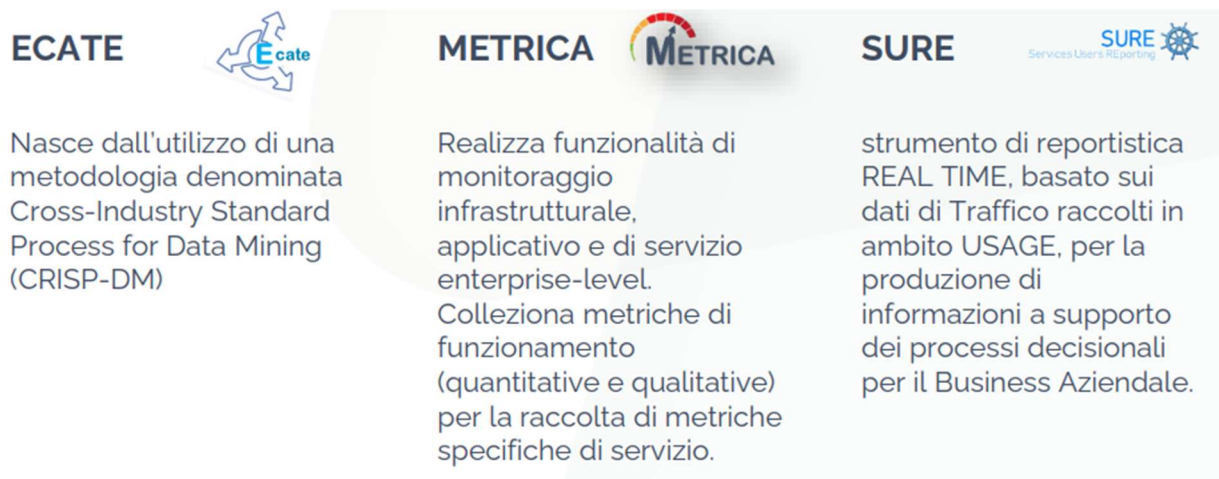 ECATE
Ecate
Nasce dall'utilizzo di una
metodologia denominata
Cross-Industry Standard
Process for Data Mining
(CRISP-DM)
METRICA
METRICA
Realizza funzionalità di
monitoraggio
infrastrutturale,
applicativo e di servizio
enterprise-level.
Colleziona metriche di
funzionamento
(quantitative e qualitative)
per la raccolta di metriche
specifiche di servizio.
SURE
SURE
Services Users REporting
strumento di reportistica
REAL TIME, basato sui
dati di Traffico raccolti in
ambito USAGE, per la
produzione di
informazioni a supporto
dei processi decisionali
per il Business Aziendale.